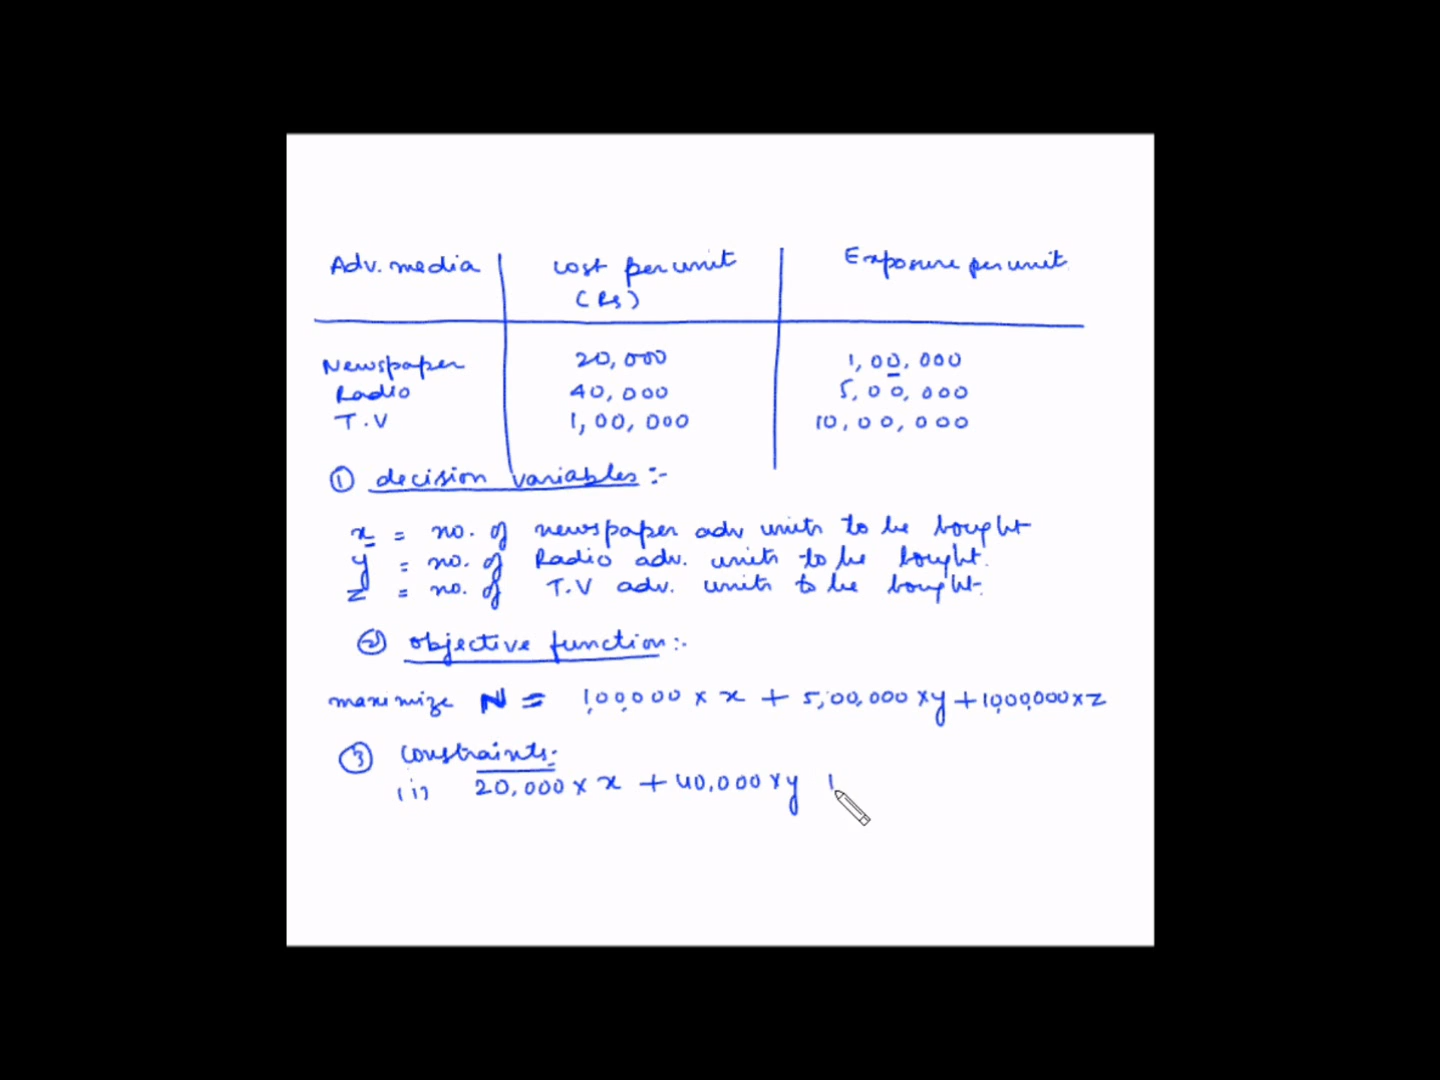 Adv. media cost per unit Exposure per unit
(Rs)
Newspaper 20,000 1,00,000
Radio 40,000 5,00,000
T.V 1,00,000 10,00,000
① decision variables :-
x = no. of newspaper adv units to be bought
y = no. of Radio adv. units to be bought.
z = no. of T.V adv. units to be bought.
② objective function:-
maximize N = 1,00,000 × x + 5,00,000 × y + 10,00,000 × z
③ constraints:-
(i) 20,000 × x + 40,000 × y